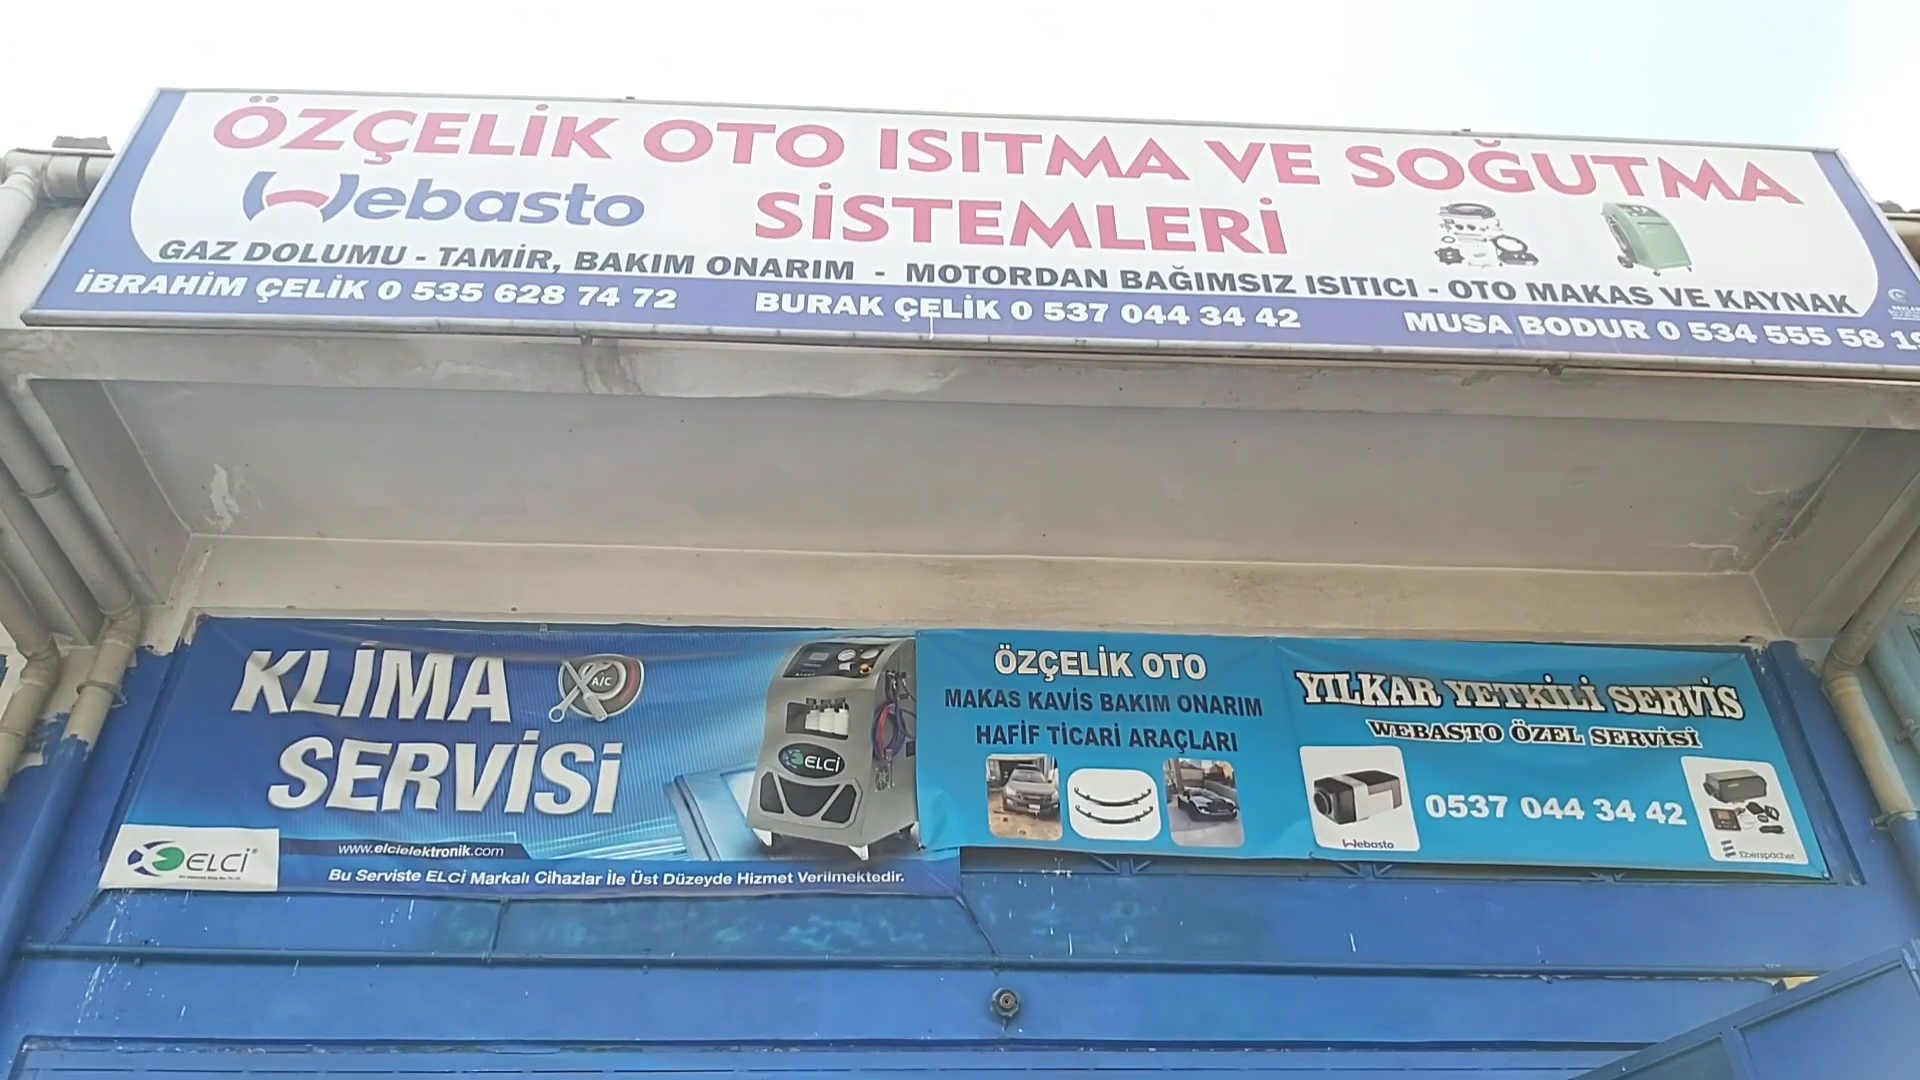 ÖZÇELİK OTO ISITMA VE SOĞUTMA
Webasto
SİSTEMLERİ
GAZ DOLUMU - TAMİR, BAKIM ONARIM - MOTORDAN BAĞIMSIZ ISITICI - OTO MAKAS VE KAYNAK
İBRAHİM ÇELİK 0 535 628 74 72
BURAK ÇELİK 0 537 044 34 42
MUSA BODUR 0 534 555 58 19
KLİMA
A/C
SERVİSİ
ELCİ
ELCİ
www.elcielektronik.com
Bu Serviste ELCİ Markalı Cihazlar İle Üst Düzeyde Hizmet Verilmektedir.
ÖZÇELİK OTO
MAKAS KAVİS BAKIM ONARIM
HAFİF TİCARİ ARAÇLARI
YILKAR YETKİLİ SERVİS
WEBASTO ÖZEL SERVİSİ
0537 044 34 42
Webasto
Eberspächer